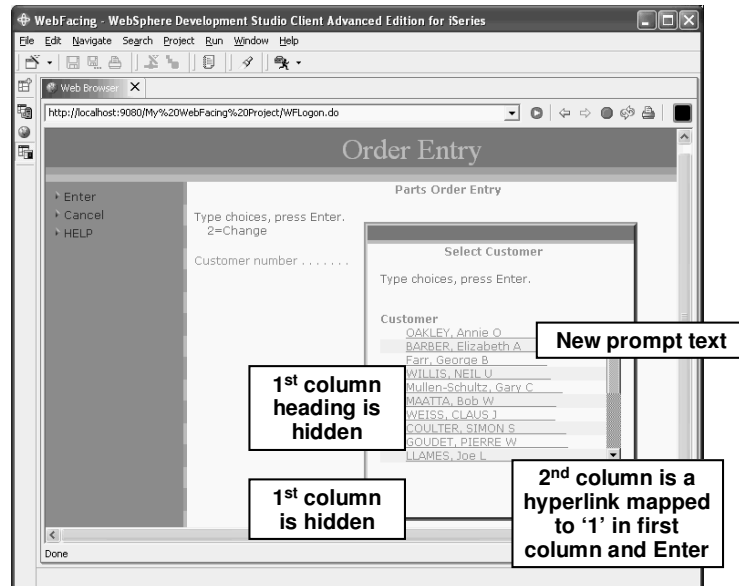 WebFacing - WebSphere Development Studio Client Advanced Edition for iSeries
File Edit Navigate Search Project Run Window Help
Web Browser
http://localhost:9080/My%20WebFacing%20Project/WFLogon.do
Order Entry
Enter
Cancel
HELP
Parts Order Entry
Type choices, press Enter.
2=Change
Customer number . . . . . . .
Select Customer
Type choices, press Enter.
Customer
OAKLEY, Annie O
BARBER, Elizabeth A
Farr, George B
WILLIS, NEIL U
Mullen-Schultz, Gary C
MAATTA, Bob W
WEISS, CLAUS J
COULTER, SIMON S
GOUDET, PIERRE W
LLAMES, Joe L
New prompt text
1st column
heading is
hidden
1st column
is hidden
2nd column is a
hyperlink mapped
to ‘1’ in first
column and Enter
Done